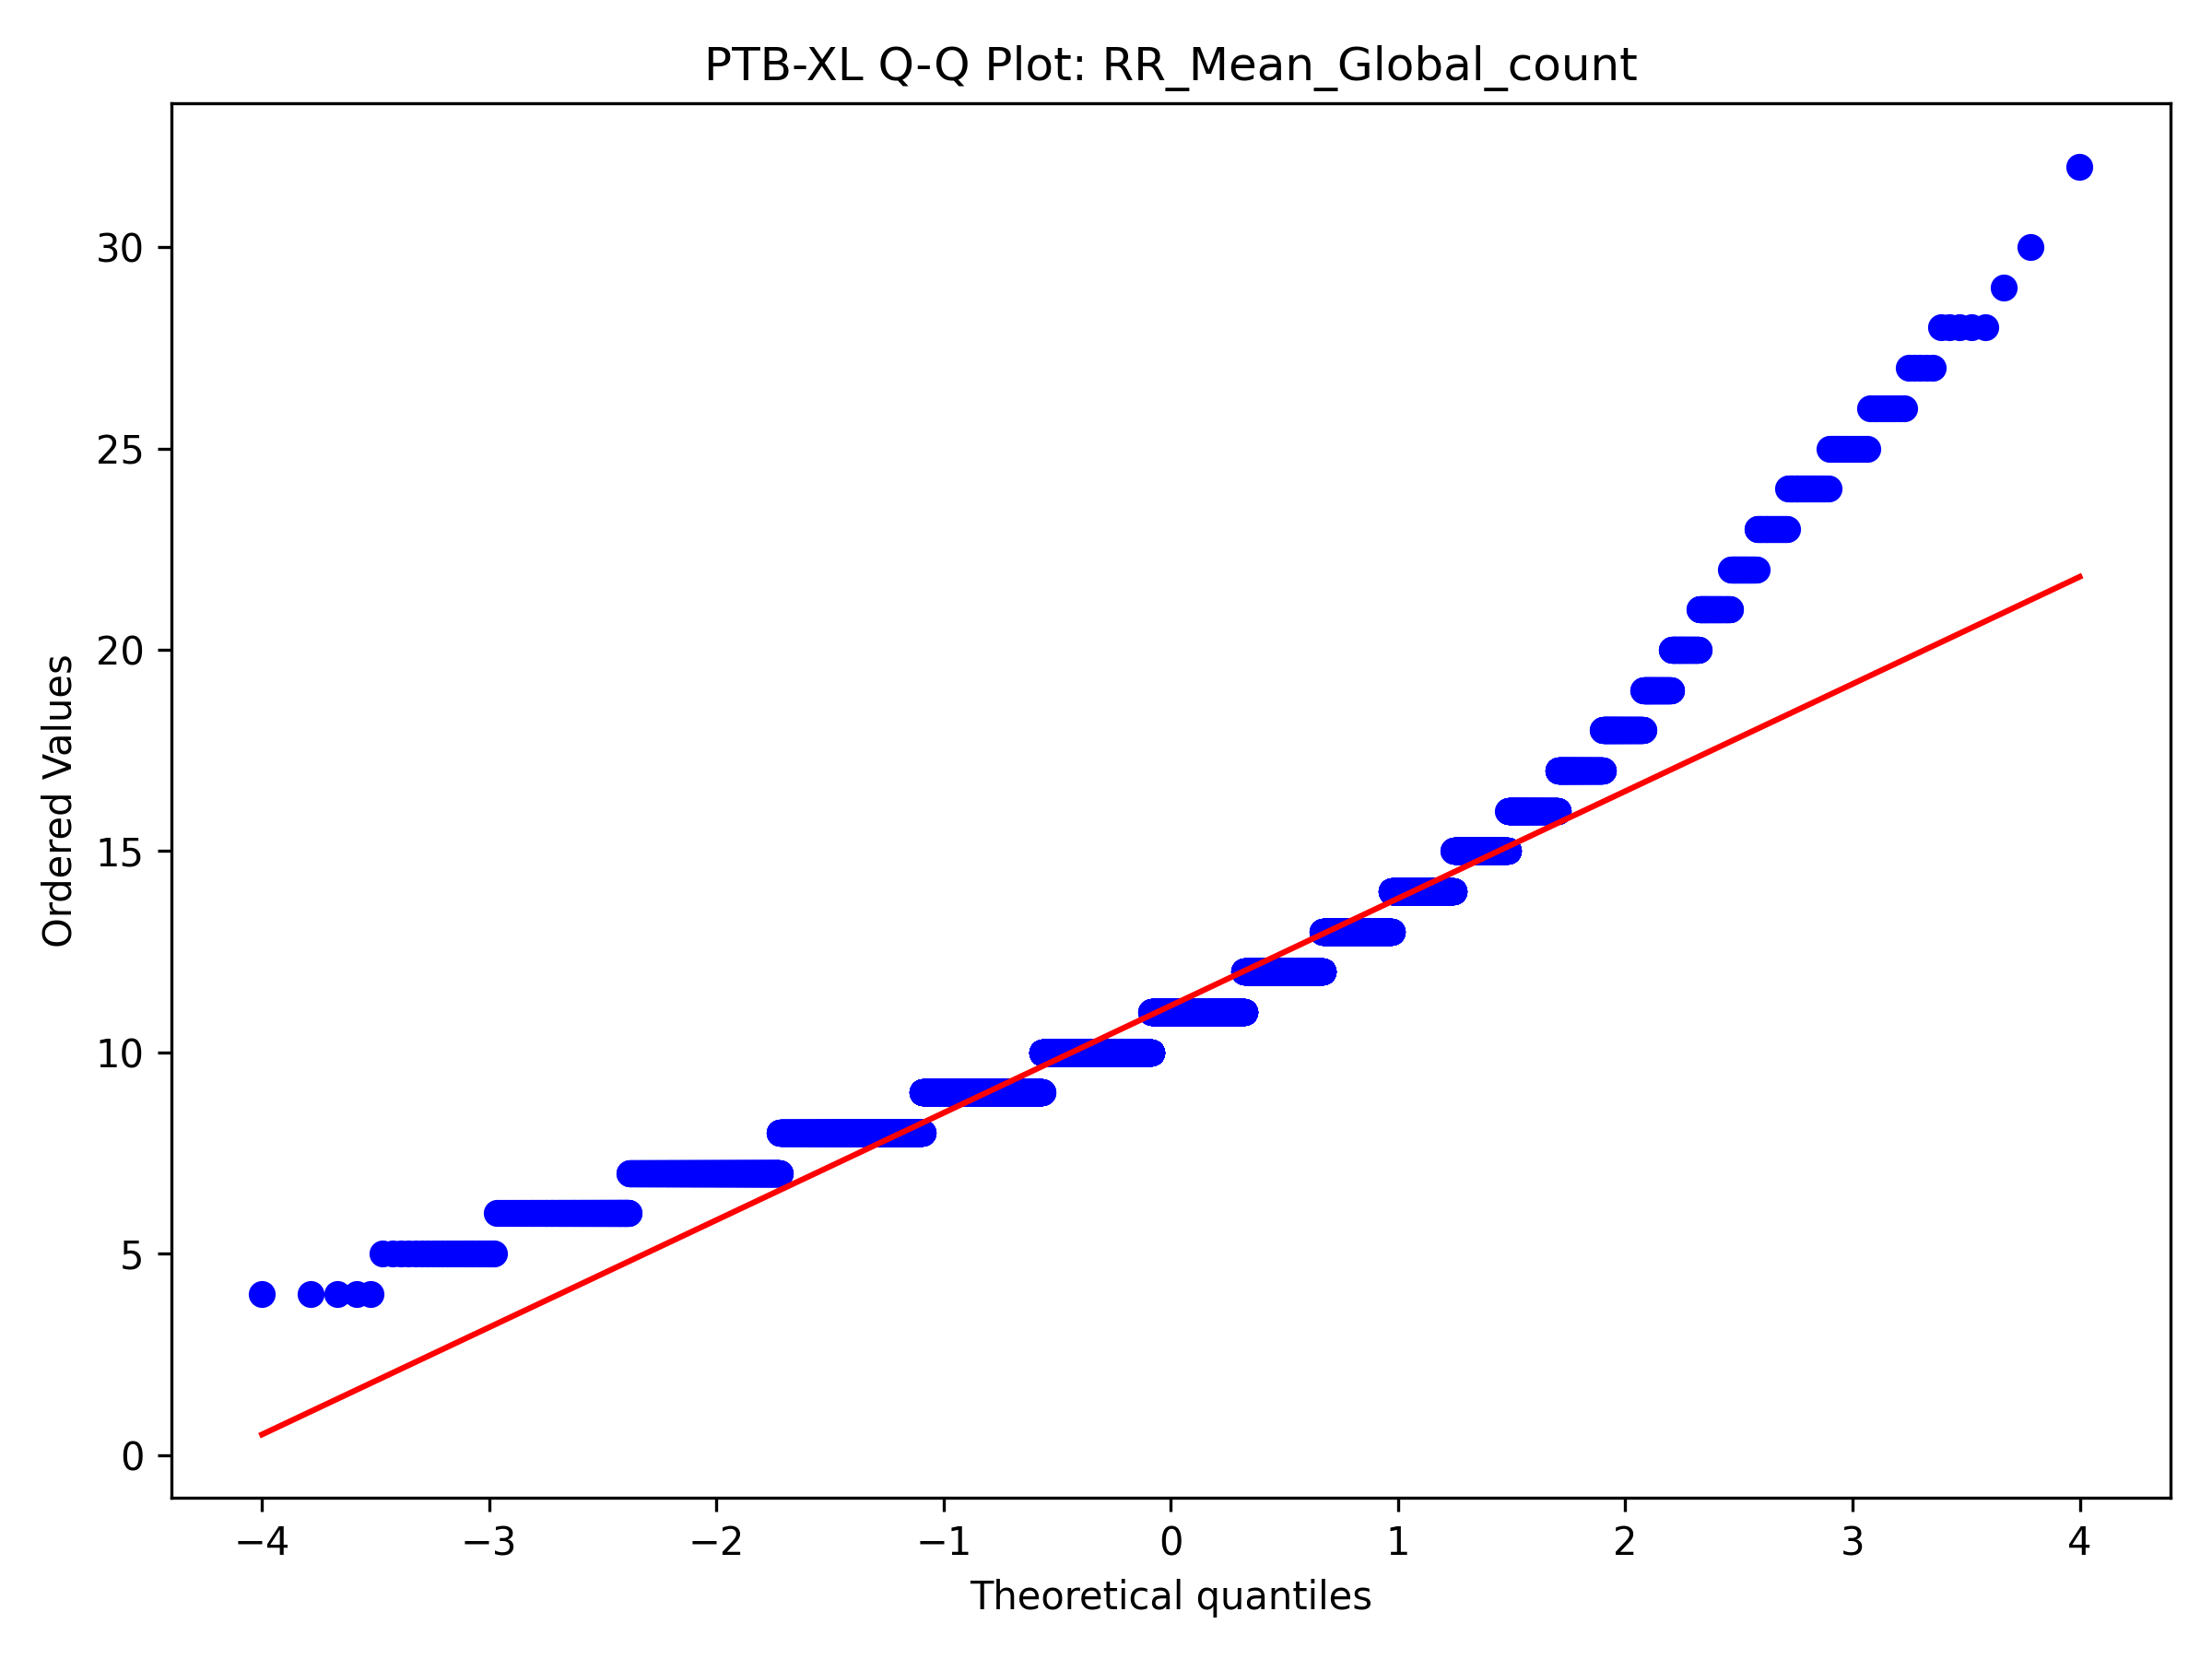 PTB-XL Q-Q Plot: RR_Mean_Global_count
Ordered Values
30
25
20
15
10
5
0
−4 −3 −2 −1 0 1 2 3 4
Theoretical quantiles